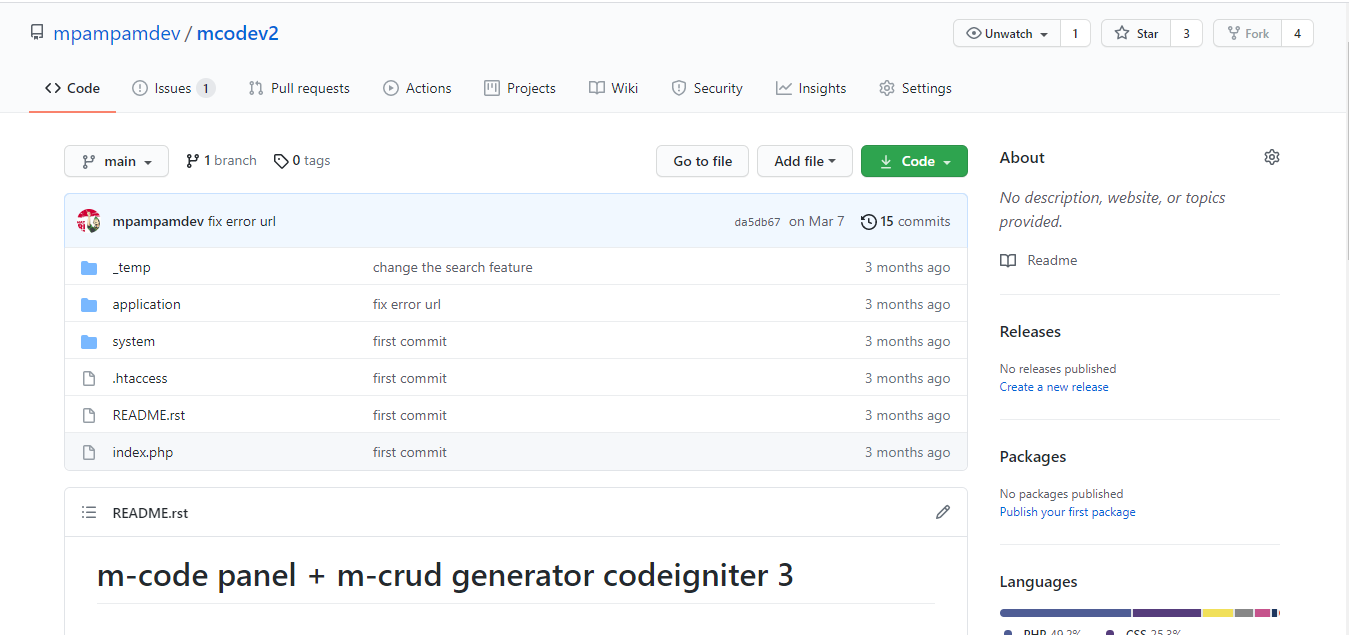 mpampamdev / mcodev2
Unwatch 1 Star 3 Fork 4
Code Issues 1 Pull requests Actions Projects Wiki Security Insights Settings
main 1 branch 0 tags Go to file Add file Code
mpampamdev fix error url da5db67 on Mar 7 15 commits
_temp change the search feature 3 months ago
application fix error url 3 months ago
system first commit 3 months ago
.htaccess first commit 3 months ago
README.rst first commit 3 months ago
index.php first commit 3 months ago
README.rst
m-code panel + m-crud generator codeigniter 3
About
No description, website, or topics
provided.
Readme
Releases
No releases published
Create a new release
Packages
No packages published
Publish your first package
Languages
PHP 49.2% CSS 25.3%